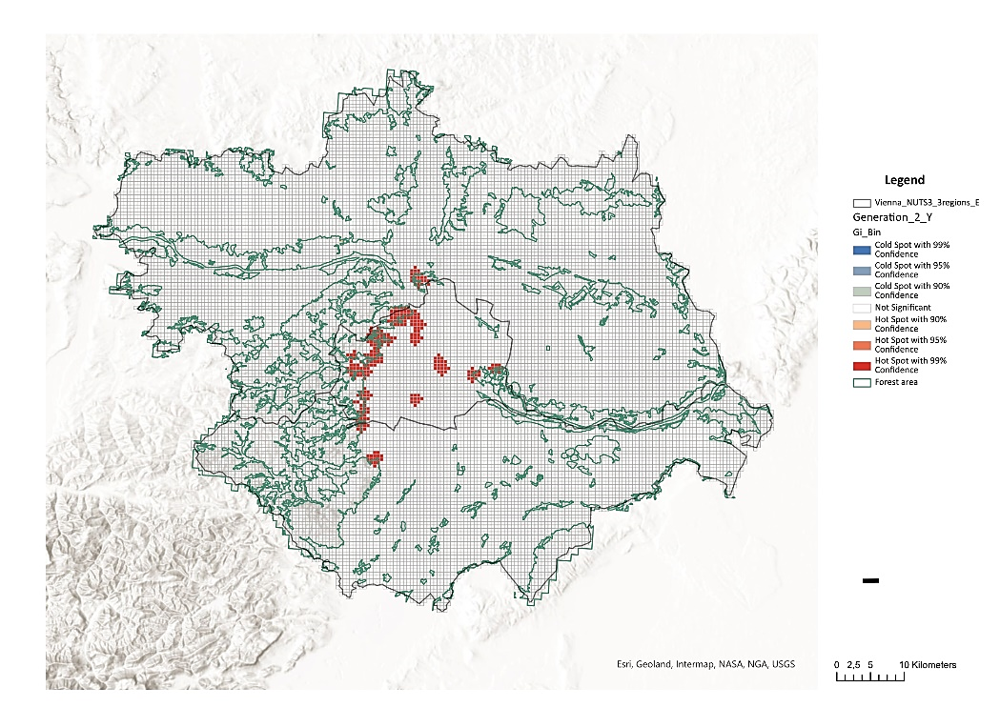 Legend
Vienna_NUTS3_3regions_E
Generation_2_Y
Gi_Bin
Cold Spot with 99%
Confidence
Cold Spot with 95%
Confidence
Cold Spot with 90%
Confidence
Not Significant
Hot Spot with 90%
Confidence
Hot Spot with 95%
Confidence
Hot Spot with 99%
Confidence
Forest area
Esri, Geoland, Intermap, NASA, NGA, USGS
0 2,5 5 10 Kilometers